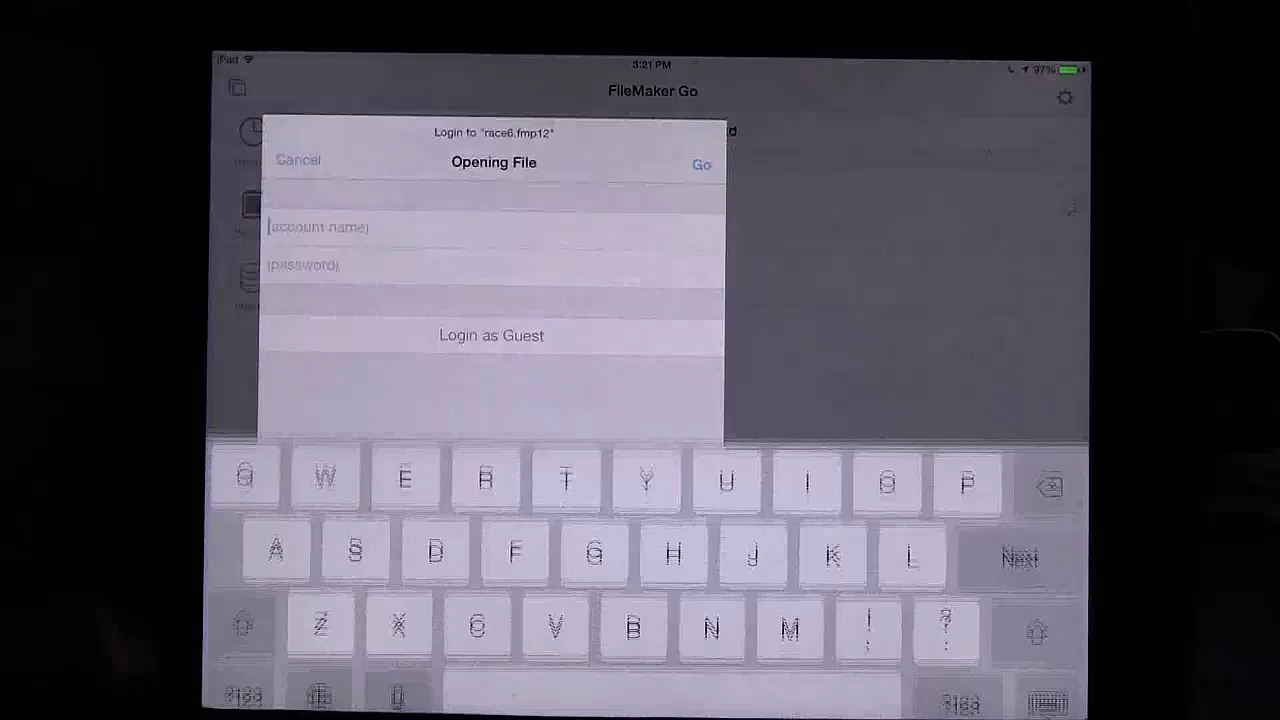 iPad
3:21 PM
97%
FileMaker Go
Login to "race6.fmp12"
Cancel
Opening File
Go
(account name)
(password)
Login as Guest
Q W E R T Y U I O P
A S D F G H J K L Next
Z X C V B N M ! , ? .
.?123 .?123